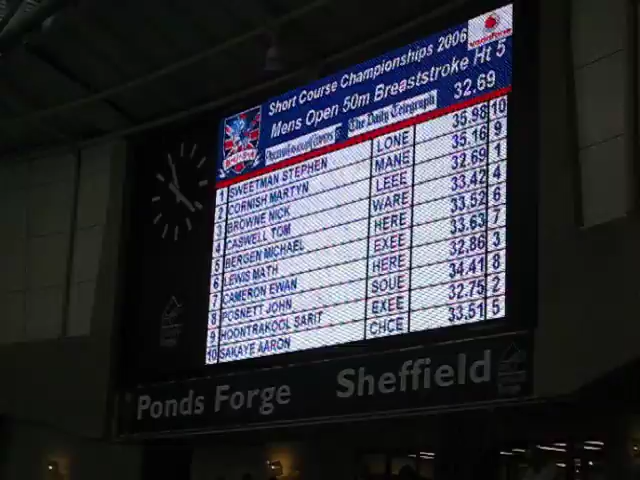 Short Course Championships 2006
vodafone
Mens Open 50m Breaststroke Ht 5
The Daily Telegraph 32.69
1 SWEETMAN STEPHEN LONE 35.98 10
2 CORNISH MARTYN MANE 35.16 9
3 BROWNE NICK LEEE 32.69 1
4 CASWELL TOM WARE 33.42 4
5 BERGEN MICHAEL HERE 33.52 6
6 LEWIS MATH EXEE 33.63 7
7 CAMERON EWAN HERE 32.86 3
8 POSNETT JOHN SOUE 34.41 8
9 HOONTRAKOOL SARIT EXEE 32.75 2
10 SAKAYE AARON CHCE 33.51 5
Ponds Forge Sheffield